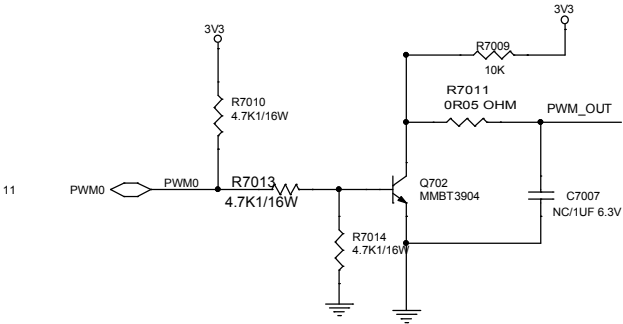 3V3
3V3
R7009
10K
R7010
4.7K1/16W
R7011
0R05 OHM
PWM_OUT
11
PWM0
PWM0
R7013
4.7K1/16W
Q702
MMBT3904
C7007
NC/1UF 6.3V
R7014
4.7K1/16W